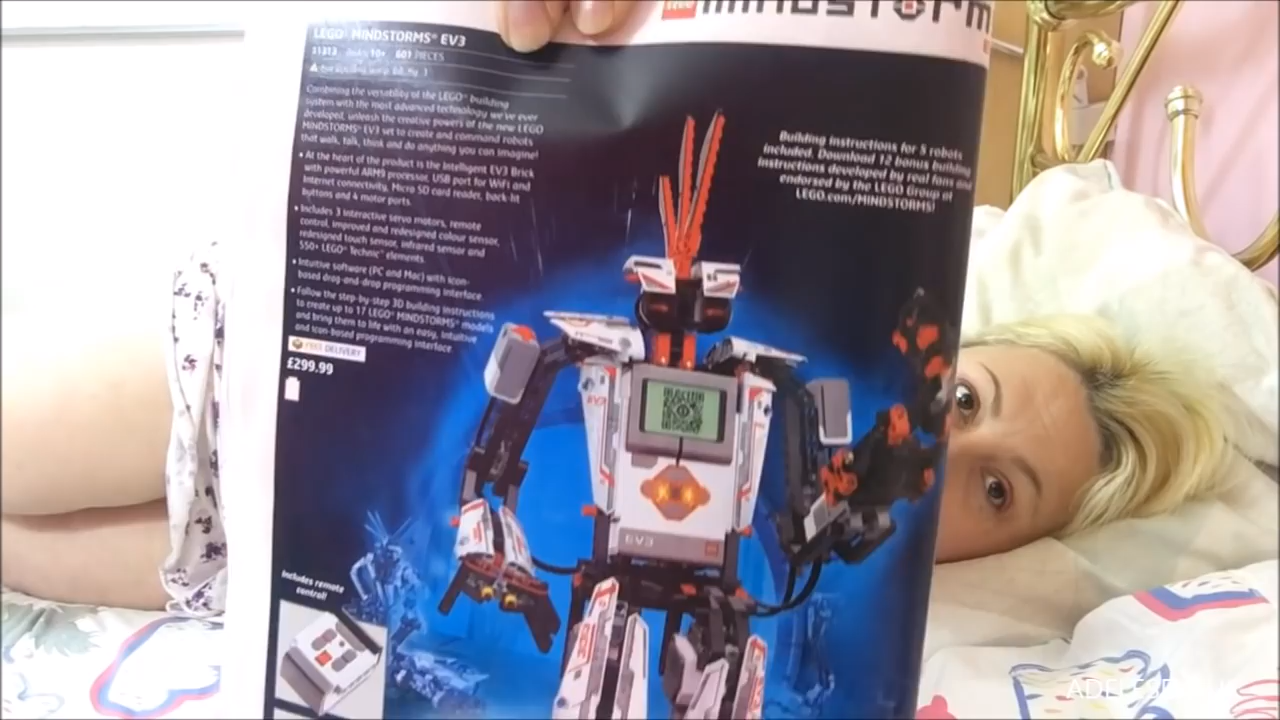 LEGO MINDSTORM
LEGO® MINDSTORMS® EV3
31313 Ages 10+ 601 PIECES
Combining the versatility of the LEGO® building
system with the most advanced technology we've ever
developed, unleash the creative powers of the new LEGO
MINDSTORMS® EV3 set to create and command robots
that walk, talk, think and do anything you can imagine!
• At the heart of the product is the Intelligent EV3 Brick
with powerful ARM9 processor, USB port for WiFi and
Internet connectivity, Micro SD card reader, back-lit
buttons and 4 motor ports.
• Includes 3 interactive servo motors, remote
control, improved and redesigned colour sensor,
redesigned touch sensor, infrared sensor and
550+ LEGO® Technic™ elements.
• Intuitive software (PC and Mac) with icon-
based drag-and-drop programming interface.
• Follow the step-by-step 3D building instructions
to create up to 17 LEGO® MINDSTORMS® models
and bring them to life with an easy, intuitive
and icon-based programming interface.
FREE DELIVERY
£299.99
Building instructions for 5 robots
included. Download 12 bonus building
instructions developed by real fans and
endorsed by the LEGO Group at
LEGO.com/MINDSTORMS!
EV3
EV3
Includes remote
control!